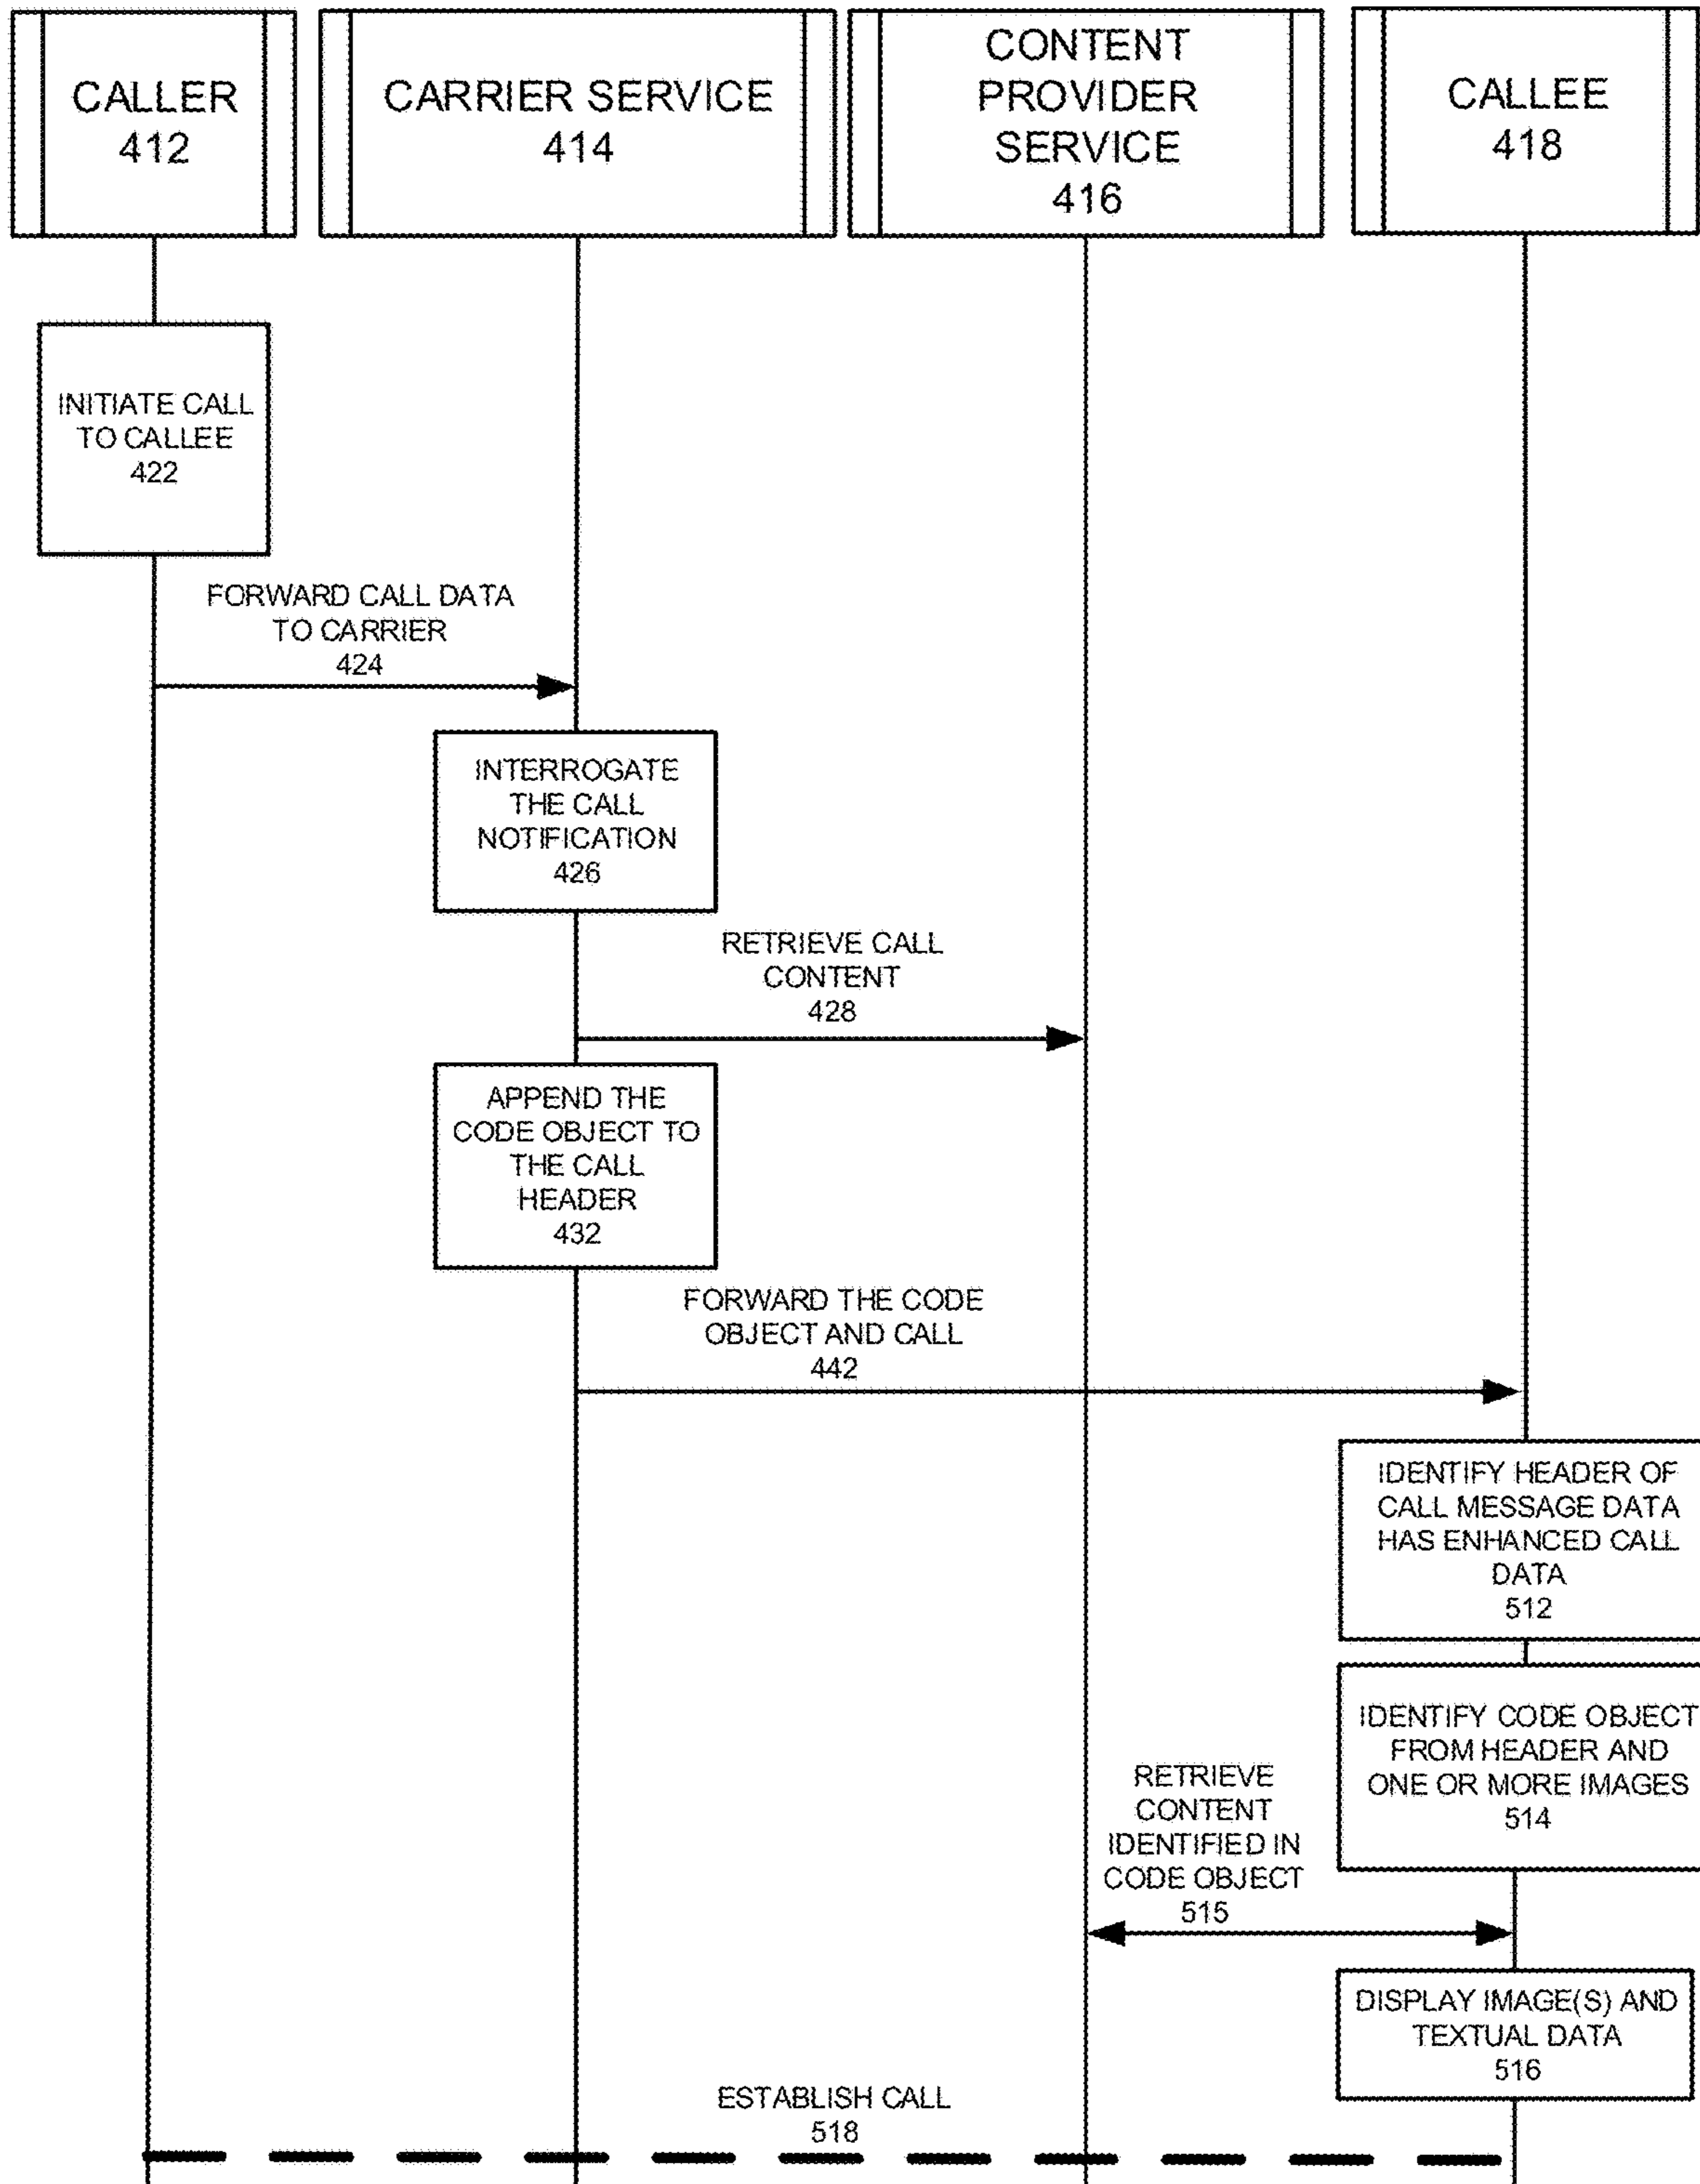 CALLER
412
CARRIER SERVICE
414
CONTENT
PROVIDER
SERVICE
416
CALLEE
418
INITIATE CALL
TO CALLEE
422
FORWARD CALL DATA
TO CARRIER
424
INTERROGATE
THE CALL
NOTIFICATION
426
RETRIEVE CALL
CONTENT
428
APPEND THE
CODE OBJECT TO
THE CALL
HEADER
432
FORWARD THE CODE
OBJECT AND CALL
442
IDENTIFY HEADER OF
CALL MESSAGE DATA
HAS ENHANCED CALL
DATA
512
IDENTIFY CODE OBJECT
FROM HEADER AND
ONE OR MORE IMAGES
514
RETRIEVE
CONTENT
IDENTIFIED IN
CODE OBJECT
515
DISPLAY IMAGE(S) AND
TEXTUAL DATA
516
ESTABLISH CALL
518